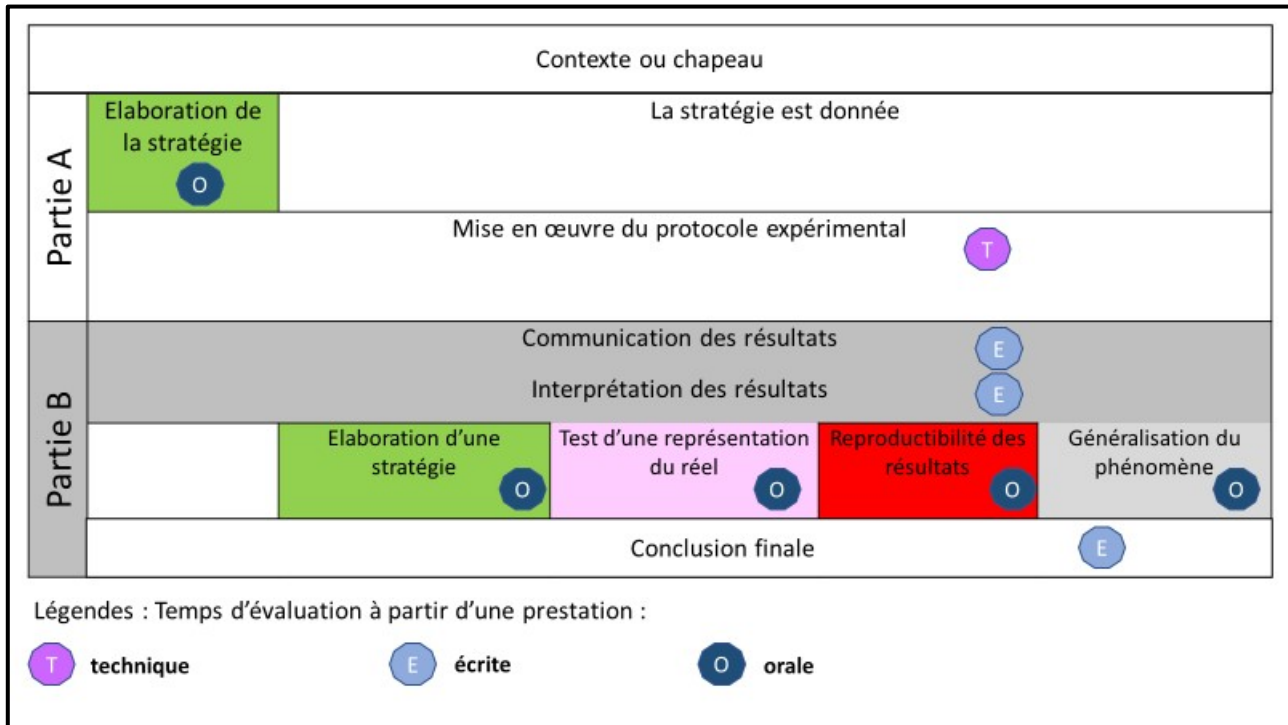 Contexte ou chapeau
Partie A
Elaboration de
la stratégie
O
La stratégie est donnée
Mise en œuvre du protocole expérimental
T
Partie B
Communication des résultats
E
Interprétation des résultats
E
Elaboration d'une
stratégie
O
Test d'une représentation
du réel
O
Reproductibilité des
résultats
O
Généralisation du
phénomène
O
Conclusion finale
E
Légendes : Temps d'évaluation à partir d'une prestation :
T technique
E écrite
O orale